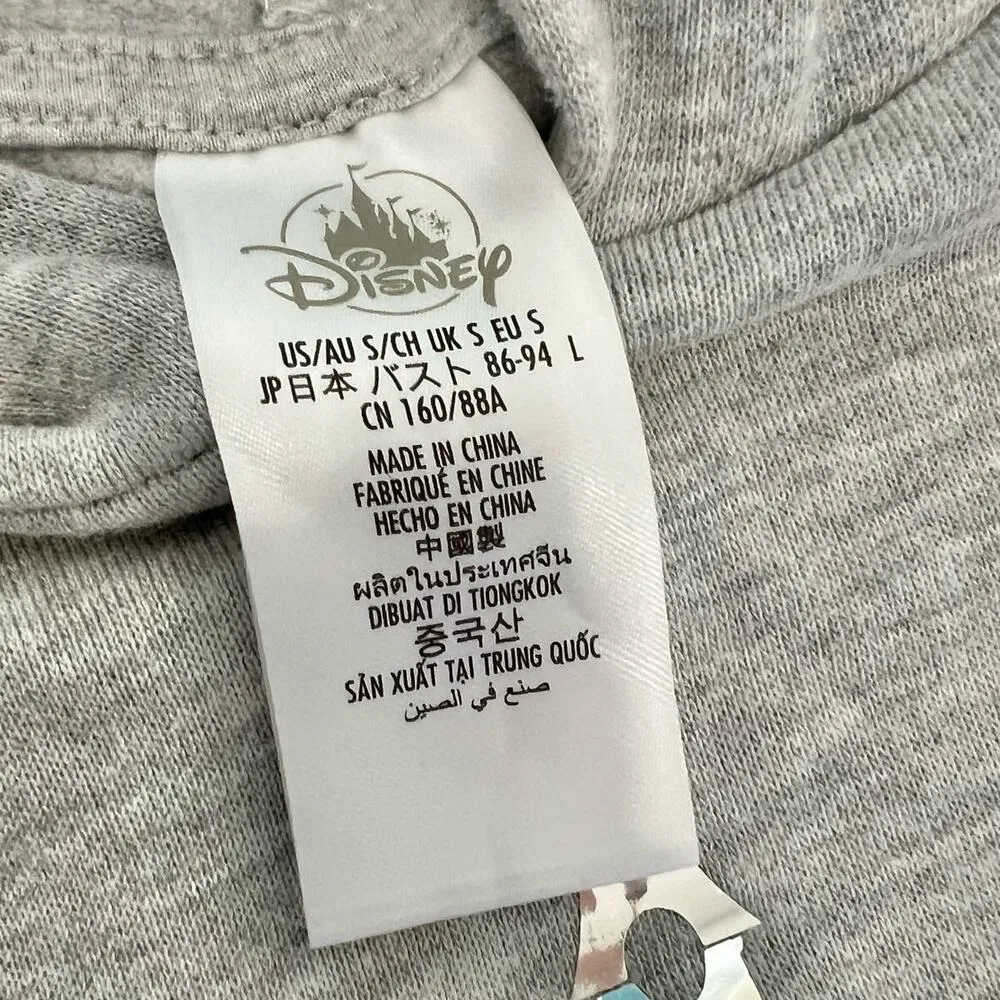 Disney
US/AU S/CH UK S EU S
JP日本 バスト 86-94 L
CN 160/88A
MADE IN CHINA
FABRIQUÉ EN CHINE
HECHO EN CHINA
中國製
ผลิตในประเทศจีน
DIBUAT DI TIONGKOK
중국산
SẢN XUẤT TẠI TRUNG QUỐC
صنع في الصين